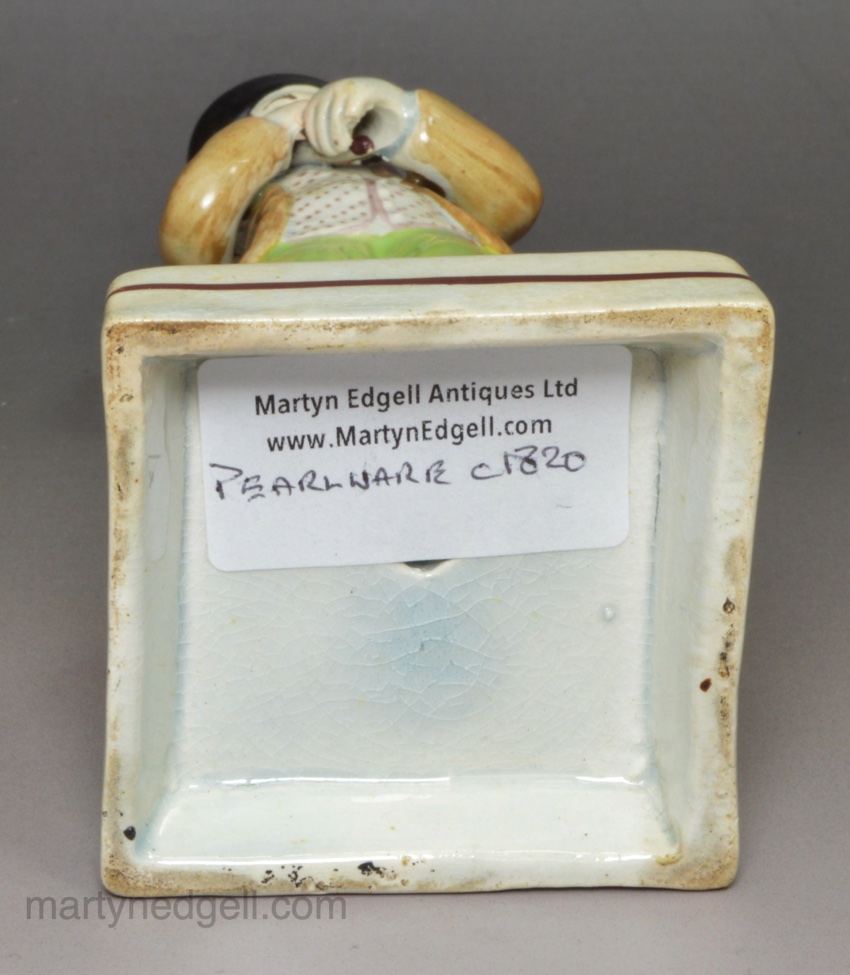 Martyn Edgell Antiques Ltd
www.MartynEdgell.com
PEARLWARE C1820
martynedgell.com